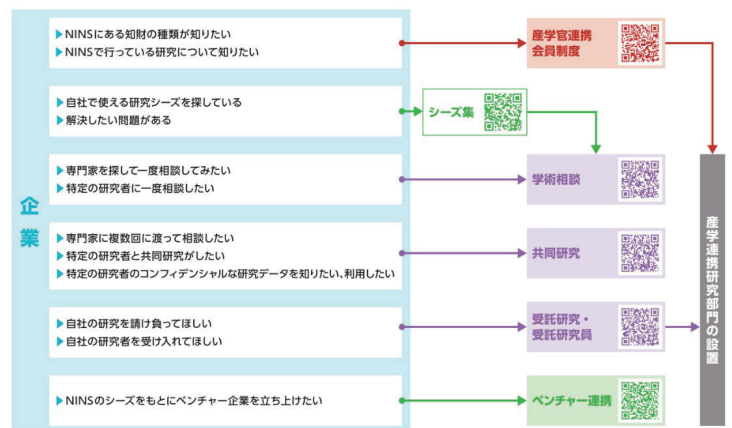 企業
▶NINSにある知財の種類が知りたい
▶NINSで行っている研究について知りたい
産学官連携
会員制度
▶自社で使える研究シーズを探している
▶解決したい問題がある
シーズ集
▶専門家を探して一度相談してみたい
▶特定の研究者に一度相談したい
学術相談
▶専門家に複数回に渡って相談したい
▶特定の研究者と共同研究がしたい
▶特定の研究者のコンフィデンシャルな研究データを知りたい、利用したい
共同研究
▶自社の研究を請け負ってほしい
▶自社の研究者を受け入れてほしい
受託研究・
受託研究員
▶NINSのシーズをもとにベンチャー企業を立ち上げたい
ベンチャー連携
産学連携研究部門の設置